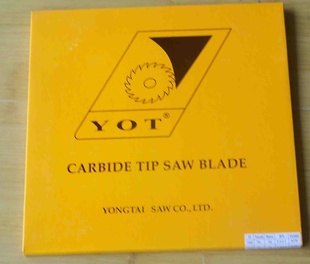 YOT®
CARBIDE TIP SAW BLADE
YONGTAI SAW CO., LTD.